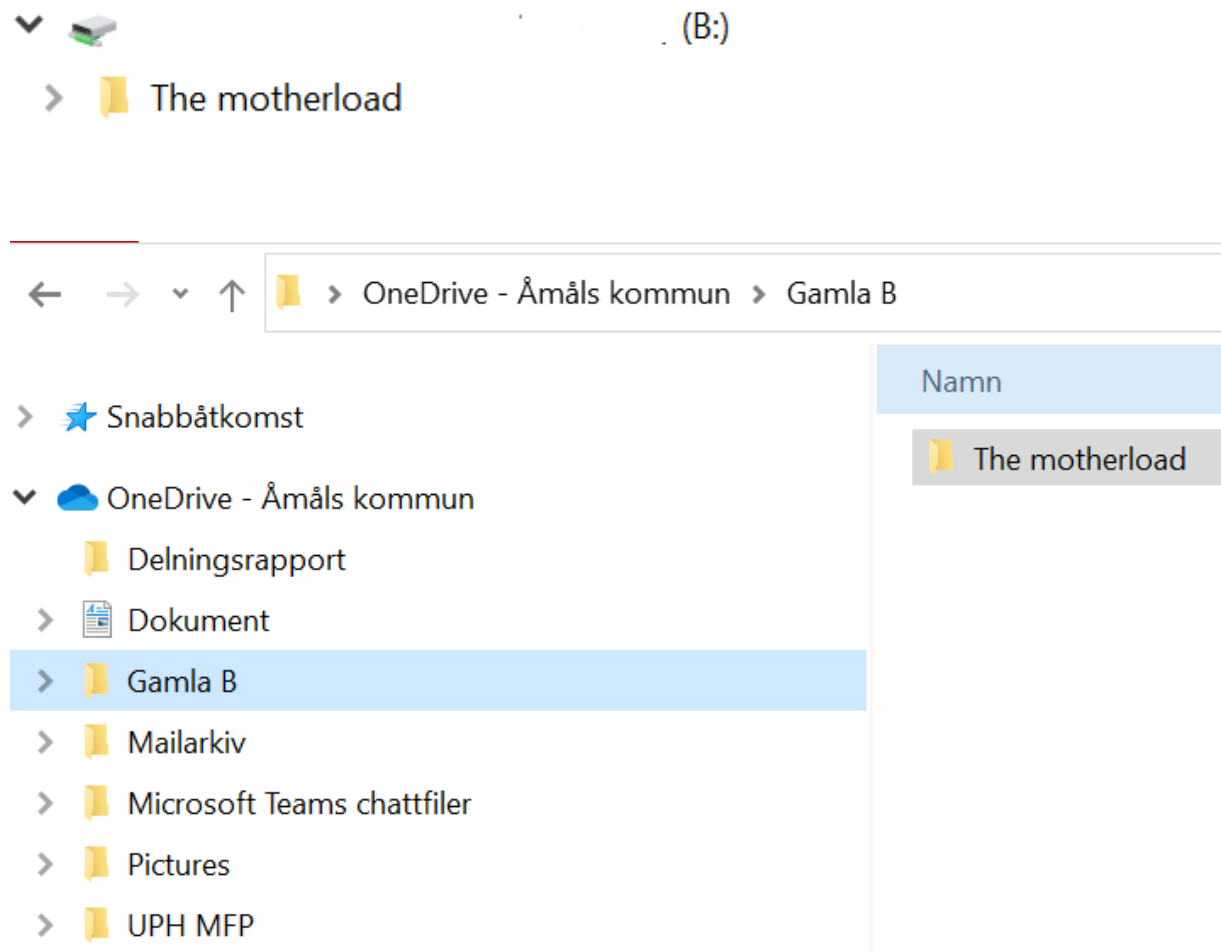 (B:)
The motherload
OneDrive - Åmåls kommun Gamla B
Namn
Snabbåtkomst
The motherload
OneDrive - Åmåls kommun
Delningsrapport
Dokument
Gamla B
Mailarkiv
Microsoft Teams chattfiler
Pictures
UPH MFP